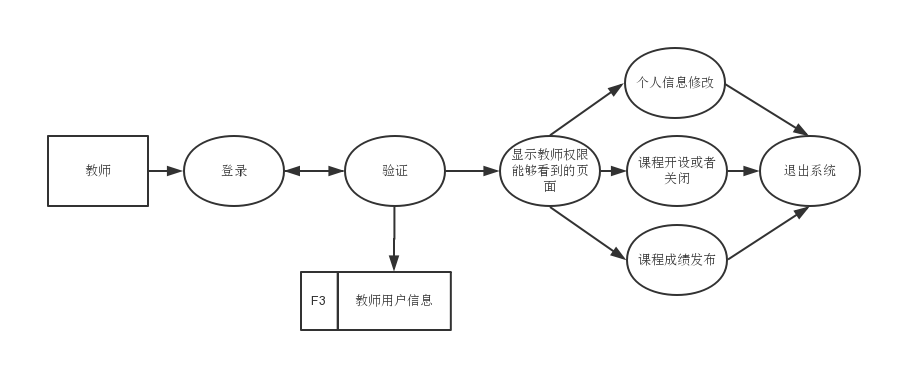 教师
登录
验证
显示教师权限
能够看到的页
面
个人信息修改
课程开设或者
关闭
课程成绩发布
退出系统
F3
教师用户信息